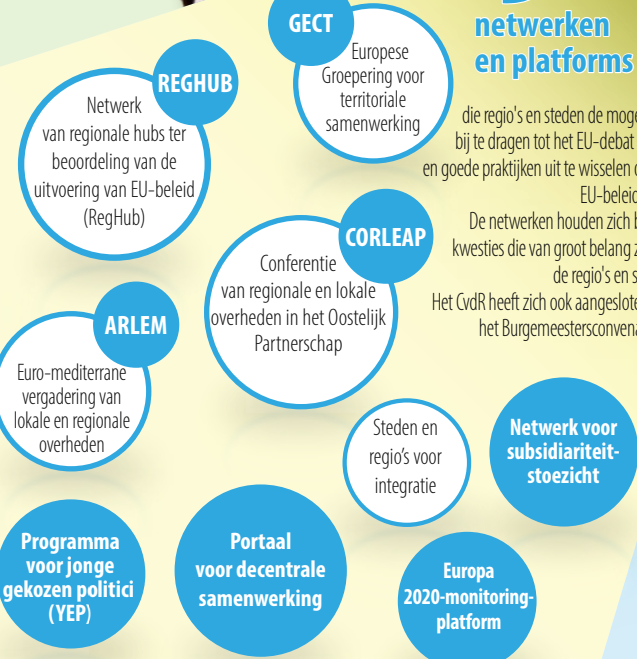 GECT
Europese
Groepering voor
territoriale
samenwerking
netwerken
en platforms
REGHUB
Netwerk
van regionale hubs ter
beoordeling van de
uitvoering van EU-beleid
(RegHub)
die regio's en steden de
bij te dragen tot het EU-debat
en goede praktijken uit te wisselen
EU-beleid
De netwerken houden zich
kwesties die van groot belang
de regio's en
Het CvdR heeft zich ook
het
CORLEAP
Conferentie
van regionale en lokale
overheden in het Oostelijk
Partnerschap
ARLEM
Euro-mediterrane
vergadering van
lokale en regionale
overheden
Steden en
regio's voor
integratie
Netwerk voor
subsidiariteit-
stoezicht
Programma
voor jonge
gekozen politici
(YEP)
Portaal
voor decentrale
samenwerking
Europa
2020-monitoring-
platform